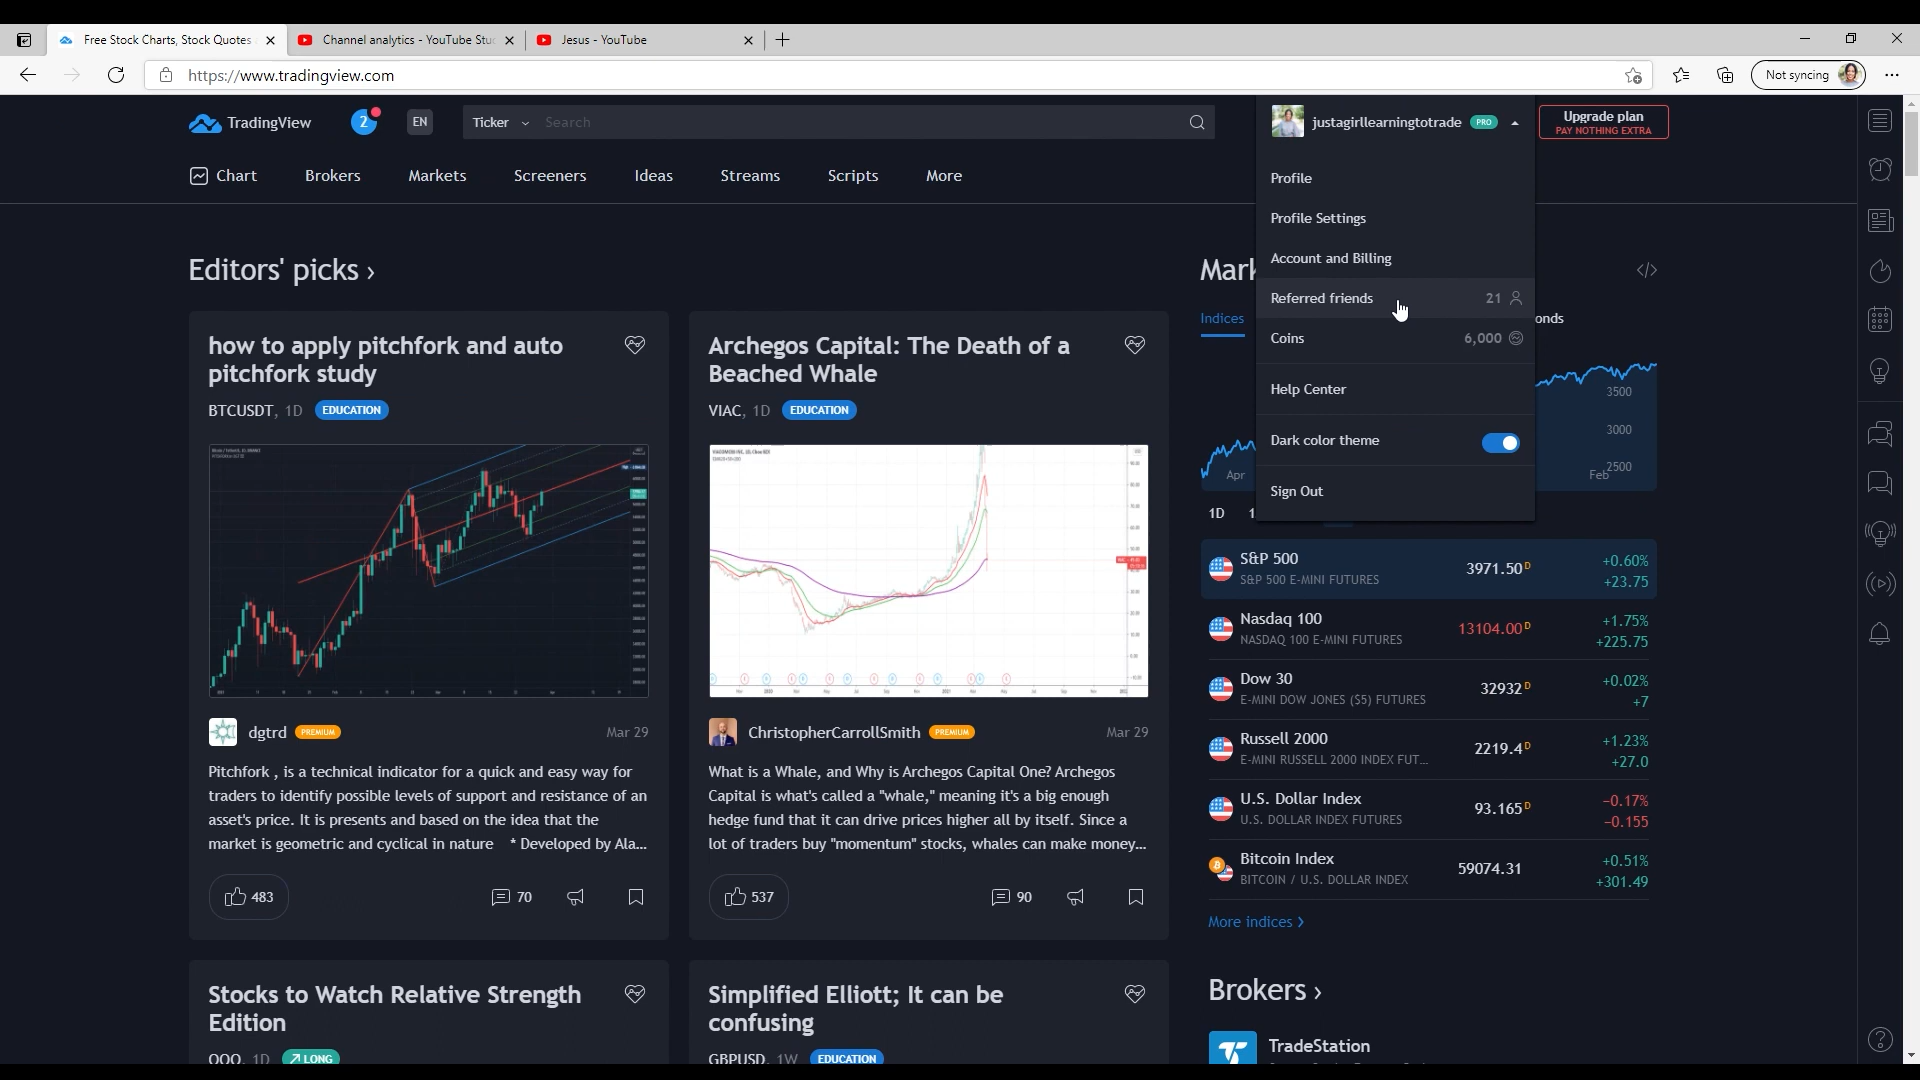 Free Stock Charts, Stock Quotes
Channel analytics - YouTube Stu
Jesus - YouTube
https://www.tradingview.com
Not syncing
TradingView
2
EN
Ticker
Search
justagirllearningtotrade PRO
Upgrade plan
PAY NOTHING EXTRA
Chart
Brokers
Markets
Screeners
Ideas
Streams
Scripts
More
Profile
Profile Settings
Account and Billing
Referred friends 21
Coins 6,000
Help Center
Dark color theme
Sign Out
Editors' picks ›
how to apply pitchfork and auto
pitchfork study
BTCUSDT, 1D EDUCATION
dgtrd PREMIUM Mar 29
Pitchfork , is a technical indicator for a quick and easy way for
traders to identify possible levels of support and resistance of an
asset's price. It is presents and based on the idea that the
market is geometric and cyclical in nature * Developed by Ala...
483 70
Archegos Capital: The Death of a
Beached Whale
VIAC, 1D EDUCATION
ChristopherCarrollSmith PREMIUM Mar 29
What is a Whale, and Why is Archegos Capital One? Archegos
Capital is what's called a "whale," meaning it's a big enough
hedge fund that it can drive prices higher all by itself. Since a
lot of traders buy "momentum" stocks, whales can make money...
537 90
Stocks to Watch Relative Strength
Edition
QQQ, 1D LONG
Simplified Elliott; It can be
confusing
GBPUSD, 1W EDUCATION
Mark
</>
Indices
onds
3500
3000
2500
Apr
Feb
1D 1
S&P 500 3971.50 D +0.60%
S&P 500 E-MINI FUTURES +23.75
Nasdaq 100 13104.00 D +1.75%
NASDAQ 100 E-MINI FUTURES +225.75
Dow 30 32932 D +0.02%
E-MINI DOW JONES ($5) FUTURES +7
Russell 2000 2219.4 D +1.23%
E-MINI RUSSELL 2000 INDEX FUT... +27.0
U.S. Dollar Index 93.165 D −0.17%
U.S. DOLLAR INDEX FUTURES −0.155
Bitcoin Index 59074.31 +0.51%
BITCOIN / U.S. DOLLAR INDEX +301.49
More indices ›
Brokers ›
TradeStation